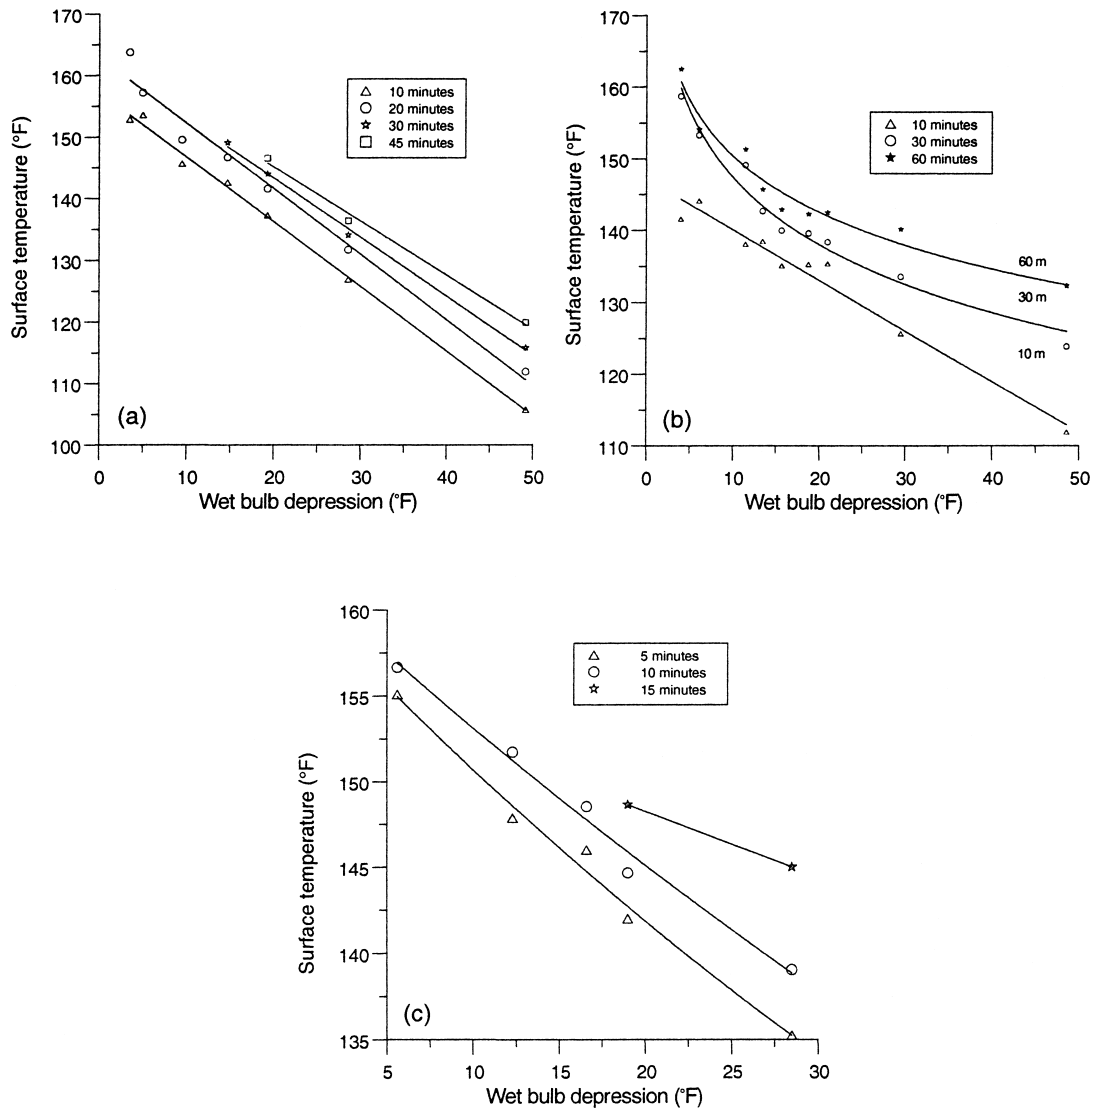 170
160
150
140
130
120
110
100
Surface temperature (°F)
10 minutes
20 minutes
30 minutes
45 minutes
(a)
0
10
20
30
40
50
Wet bulb depression (°F)
170
160
150
140
130
120
110
Surface temperature (°F)
10 minutes
30 minutes
60 minutes
60 m
30 m
10 m
(b)
0
10
20
30
40
50
Wet bulb depression (°F)
160
155
150
145
140
135
Surface temperature (°F)
5 minutes
10 minutes
15 minutes
(c)
5
10
15
20
25
30
Wet bulb depression (°F)